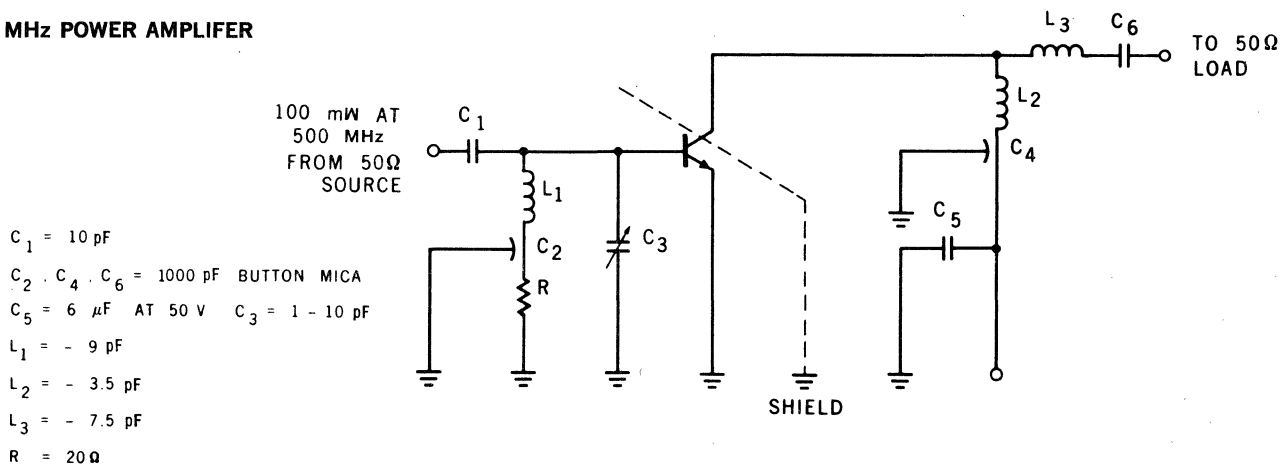 MHz POWER AMPLIFER
L3
C6
TO 50Ω
LOAD
100 mW AT
500 MHz
FROM 50Ω
SOURCE
C1
L2
C4
L1
C5
C2
C3
R
SHIELD
C1 = 10 pF
C2 . C4 . C6 = 1000 pF BUTTON MICA
C5 = 6 μF AT 50 V C3 = 1 - 10 pF
L1 = - 9 pF
L2 = - 3.5 pF
L3 = - 7.5 pF
R = 20Ω